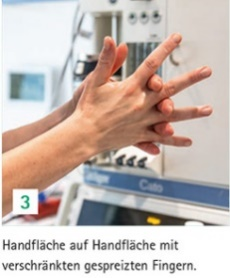 3
Handfläche auf Handfläche mit
verschränkten gespreizten Fingern.